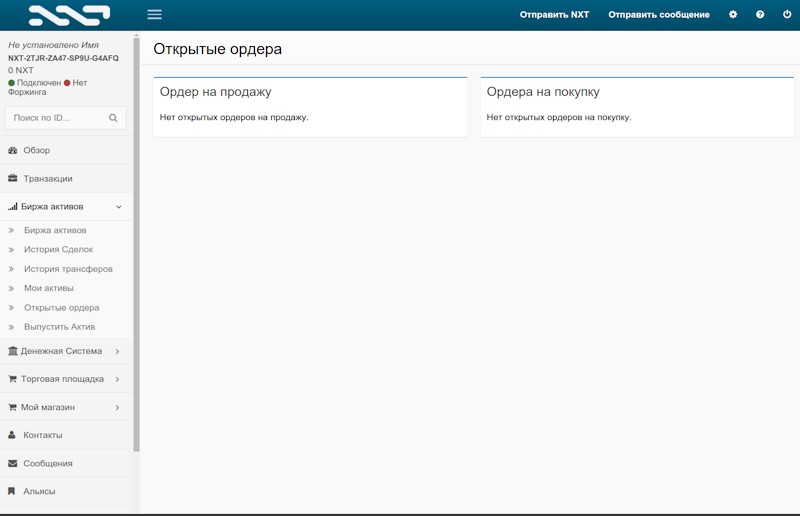 Отправить NXT
Отправить сообщение
Не установлено Имя
NXT-2TJR-ZA47-SP9U-G4AFQ
0 NXT
Подключен Нет
Форжинга
Поиск по ID...
Обзор
Транзакции
Биржа активов
Биржа активов
История Сделок
История трансферов
Мои активы
Открытые ордера
Выпустить Актив
Денежная Система
Торговая площадка
Мой магазин
Контакты
Сообщения
Альясы
Открытые ордера
Ордер на продажу
Нет открытых ордеров на продажу.
Ордера на покупку
Нет открытых ордеров на покупку.